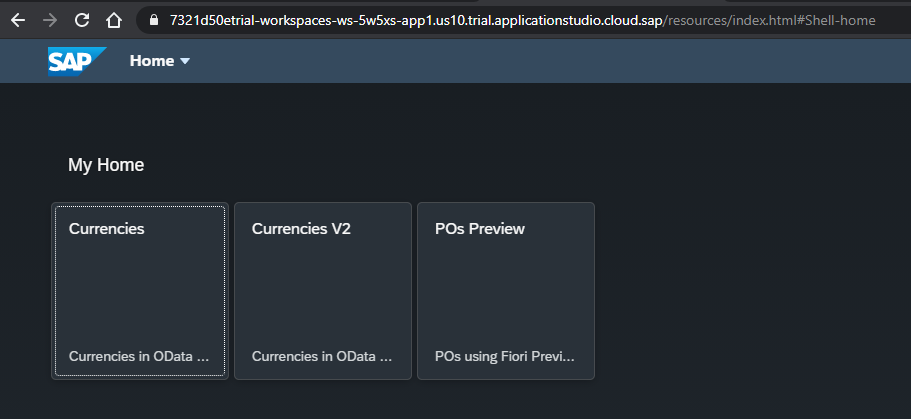 7321d50etrial-workspaces-ws-5w5xs-app1.us10.trial.applicationstudio.cloud.sap/resources/index.html#Shell-home
SAP Home
My Home
Currencies Currencies V2 POs Preview
Currencies in OData ... Currencies in OData ... POs using Fiori Previ...